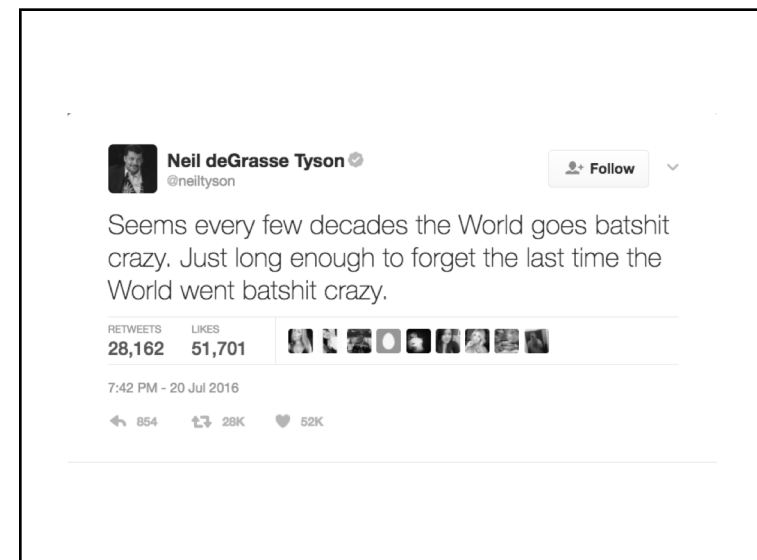 Neil deGrasse Tyson
@neiltyson
Follow
Seems every few decades the World goes batshit
crazy. Just long enough to forget the last time the
World went batshit crazy.
RETWEETS LIKES
28,162 51,701
7:42 PM - 20 Jul 2016
854 28K 52K